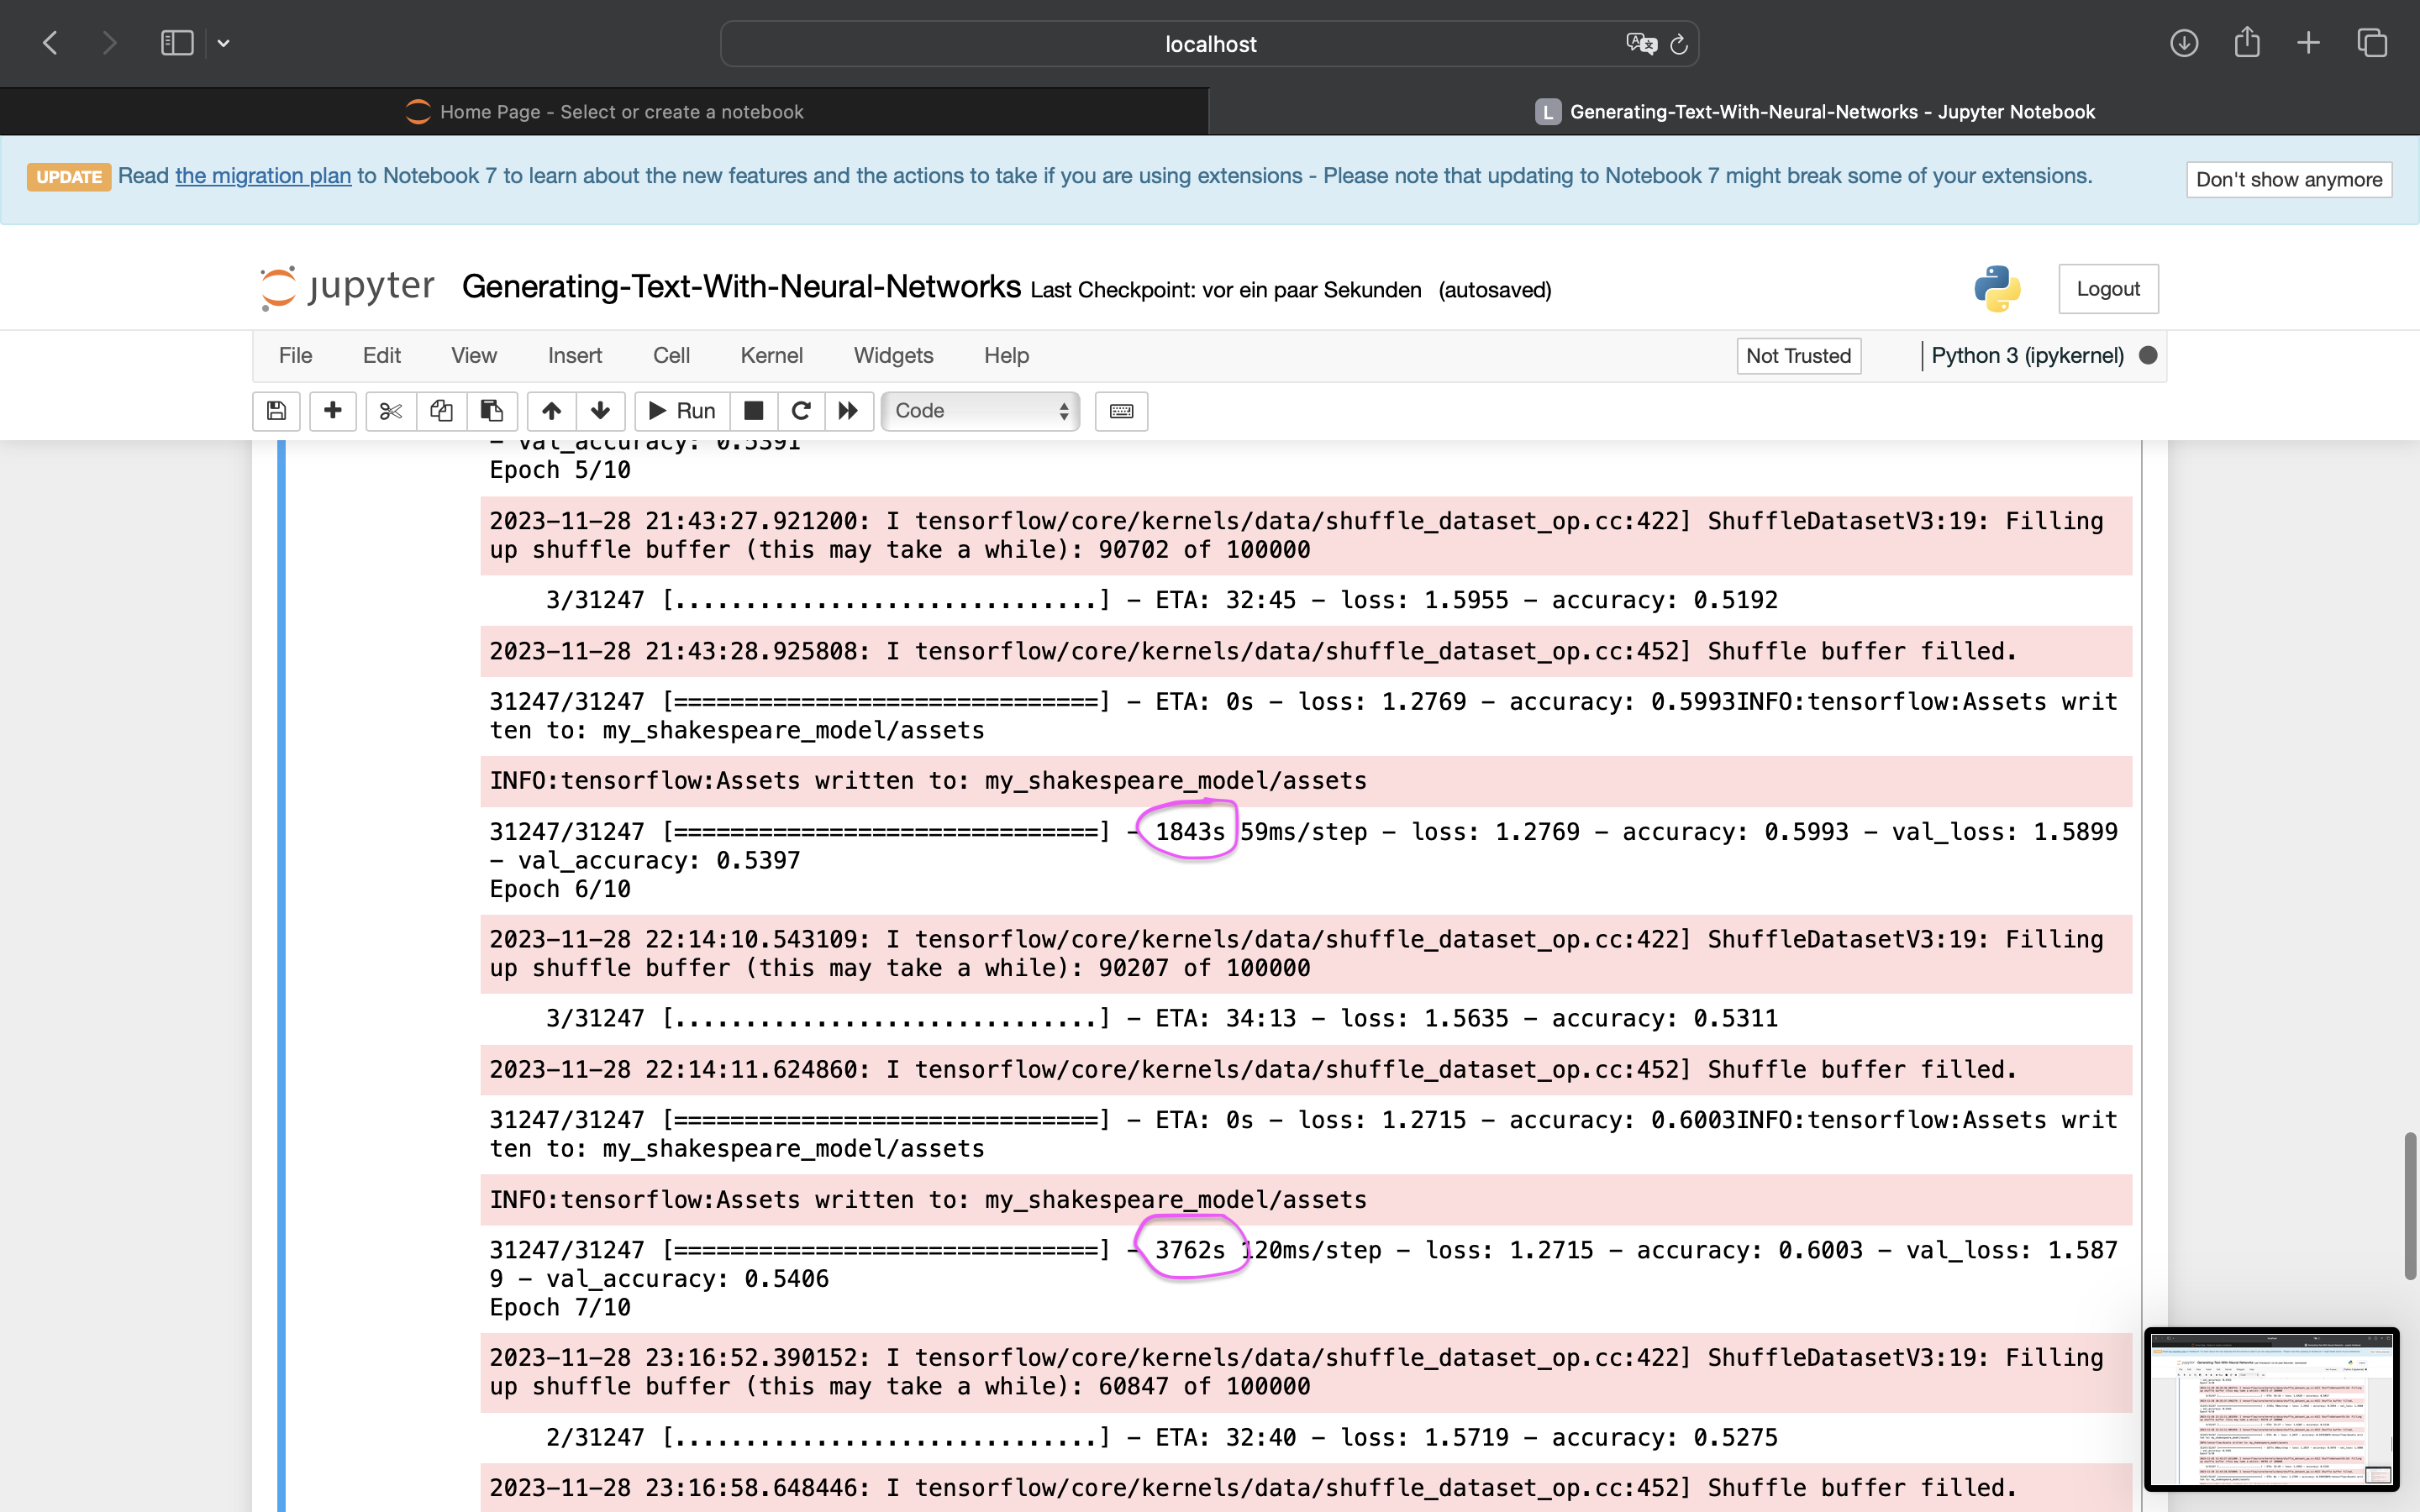 localhost
Home Page - Select or create a notebook
L Generating-Text-With-Neural-Networks - Jupyter Notebook
UPDATE Read the migration plan to Notebook 7 to learn about the new features and the actions to take if you are using extensions - Please note that updating to Notebook 7 might break some of your extensions.
Don't show anymore
jupyter Generating-Text-With-Neural-Networks Last Checkpoint: vor ein paar Sekunden (autosaved)
Logout
File Edit View Insert Cell Kernel Widgets Help
Not Trusted
Python 3 (ipykernel)
Run
Code
- val_accuracy: 0.5391
Epoch 5/10
2023-11-28 21:43:27.921200: I tensorflow/core/kernels/data/shuffle_dataset_op.cc:422] ShuffleDatasetV3:19: Filling
up shuffle buffer (this may take a while): 90702 of 100000
3/31247 [..............................] - ETA: 32:45 - loss: 1.5955 - accuracy: 0.5192
2023-11-28 21:43:28.925808: I tensorflow/core/kernels/data/shuffle_dataset_op.cc:452] Shuffle buffer filled.
31247/31247 [==============================] - ETA: 0s - loss: 1.2769 - accuracy: 0.5993INFO:tensorflow:Assets writ
ten to: my_shakespeare_model/assets
INFO:tensorflow:Assets written to: my_shakespeare_model/assets
31247/31247 [==============================] - 1843s 59ms/step - loss: 1.2769 - accuracy: 0.5993 - val_loss: 1.5899
- val_accuracy: 0.5397
Epoch 6/10
2023-11-28 22:14:10.543109: I tensorflow/core/kernels/data/shuffle_dataset_op.cc:422] ShuffleDatasetV3:19: Filling
up shuffle buffer (this may take a while): 90207 of 100000
3/31247 [..............................] - ETA: 34:13 - loss: 1.5635 - accuracy: 0.5311
2023-11-28 22:14:11.624860: I tensorflow/core/kernels/data/shuffle_dataset_op.cc:452] Shuffle buffer filled.
31247/31247 [==============================] - ETA: 0s - loss: 1.2715 - accuracy: 0.6003INFO:tensorflow:Assets writ
ten to: my_shakespeare_model/assets
INFO:tensorflow:Assets written to: my_shakespeare_model/assets
31247/31247 [==============================] - 3762s 120ms/step - loss: 1.2715 - accuracy: 0.6003 - val_loss: 1.587
9 - val_accuracy: 0.5406
Epoch 7/10
2023-11-28 23:16:52.390152: I tensorflow/core/kernels/data/shuffle_dataset_op.cc:422] ShuffleDatasetV3:19: Filling
up shuffle buffer (this may take a while): 60847 of 100000
2/31247 [..............................] - ETA: 32:40 - loss: 1.5719 - accuracy: 0.5275
2023-11-28 23:16:58.648446: I tensorflow/core/kernels/data/shuffle_dataset_op.cc:452] Shuffle buffer filled.